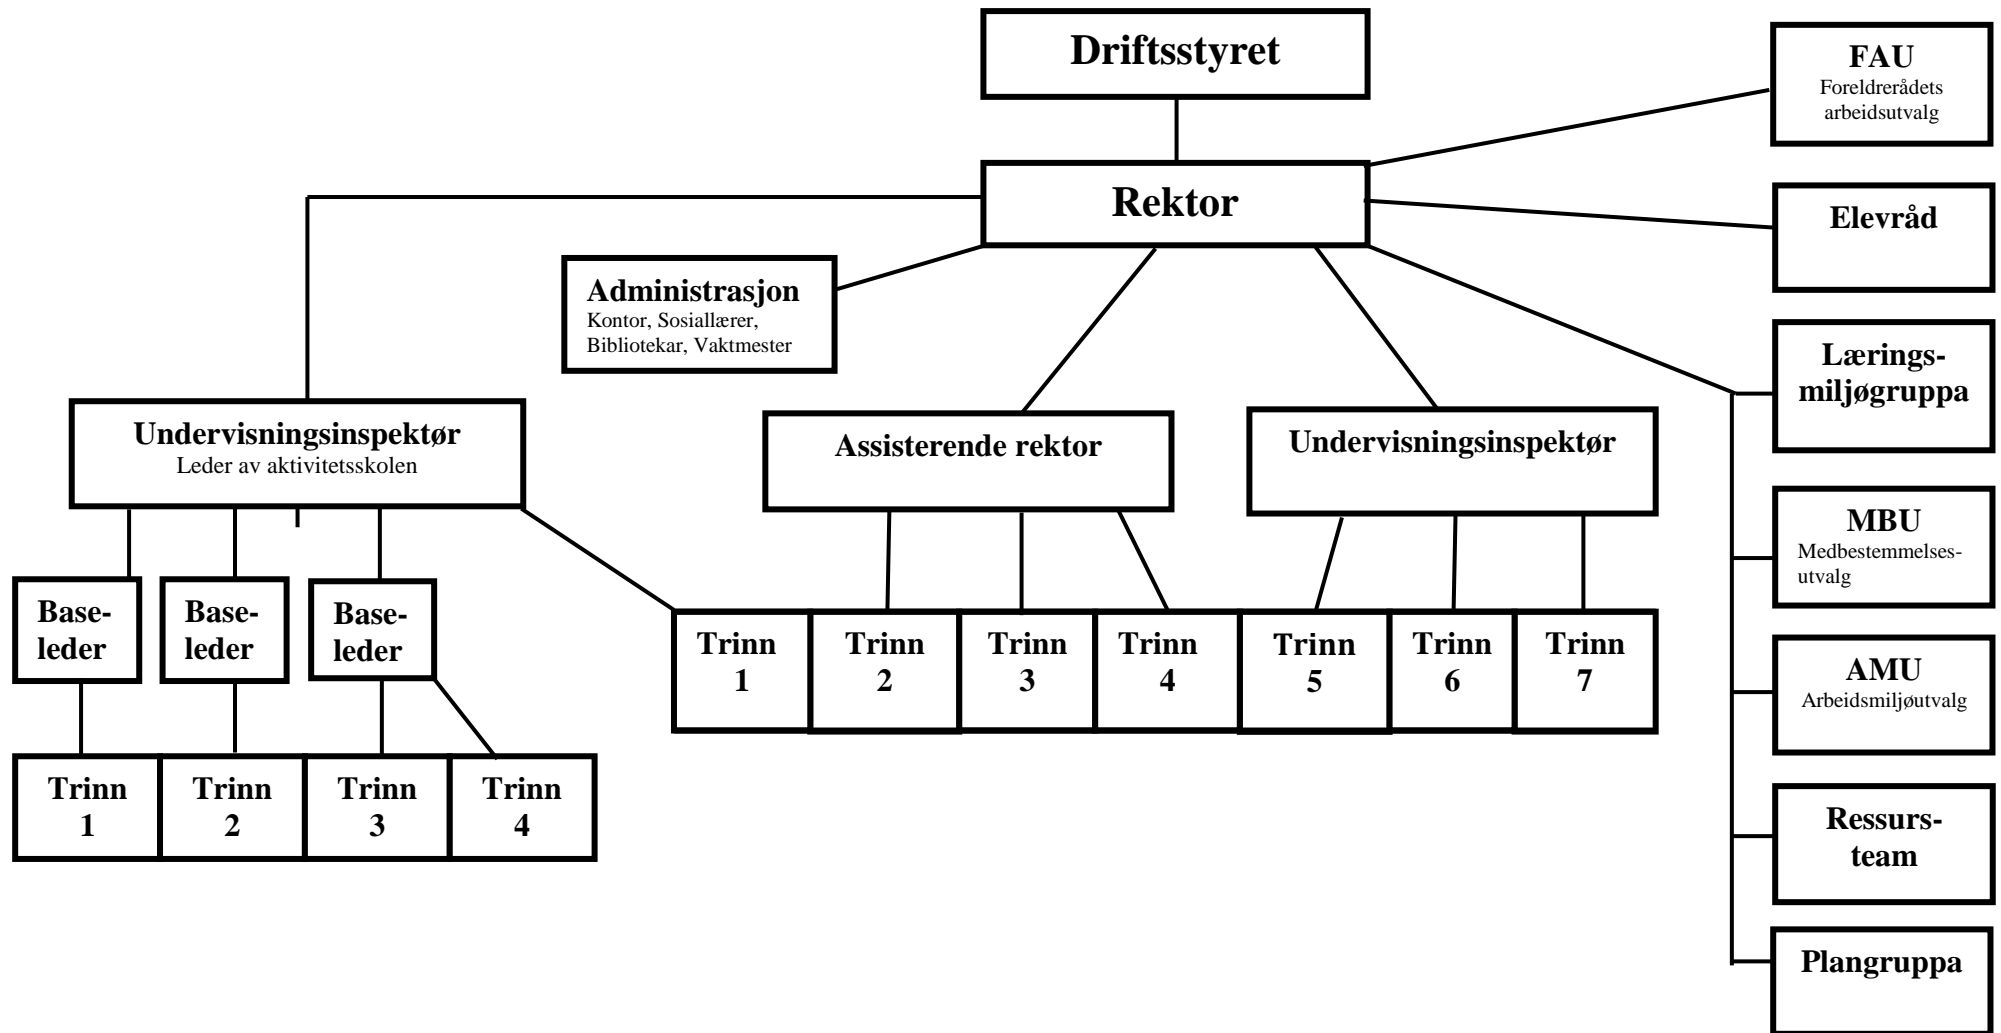 Driftsstyret
FAU
Foreldrerådets
arbeidsutvalg
Rektor
Elevråd
Administrasjon
Kontor, Sosiallærer,
Bibliotekar, Vaktmester
Lærings-
miljøgruppa
Undervisningsinspektør
Leder av aktivitetsskolen
Assisterende rektor
Undervisningsinspektør
MBU
Medbestemmelses-
utvalg
Base-
leder
Base-
leder
Base-
leder
Trinn
1
Trinn
2
Trinn
3
Trinn
4
Trinn
5
Trinn
6
Trinn
7
AMU
Arbeidsmiljøutvalg
Trinn
1
Trinn
2
Trinn
3
Trinn
4
Ressurs-
team
Plangruppa